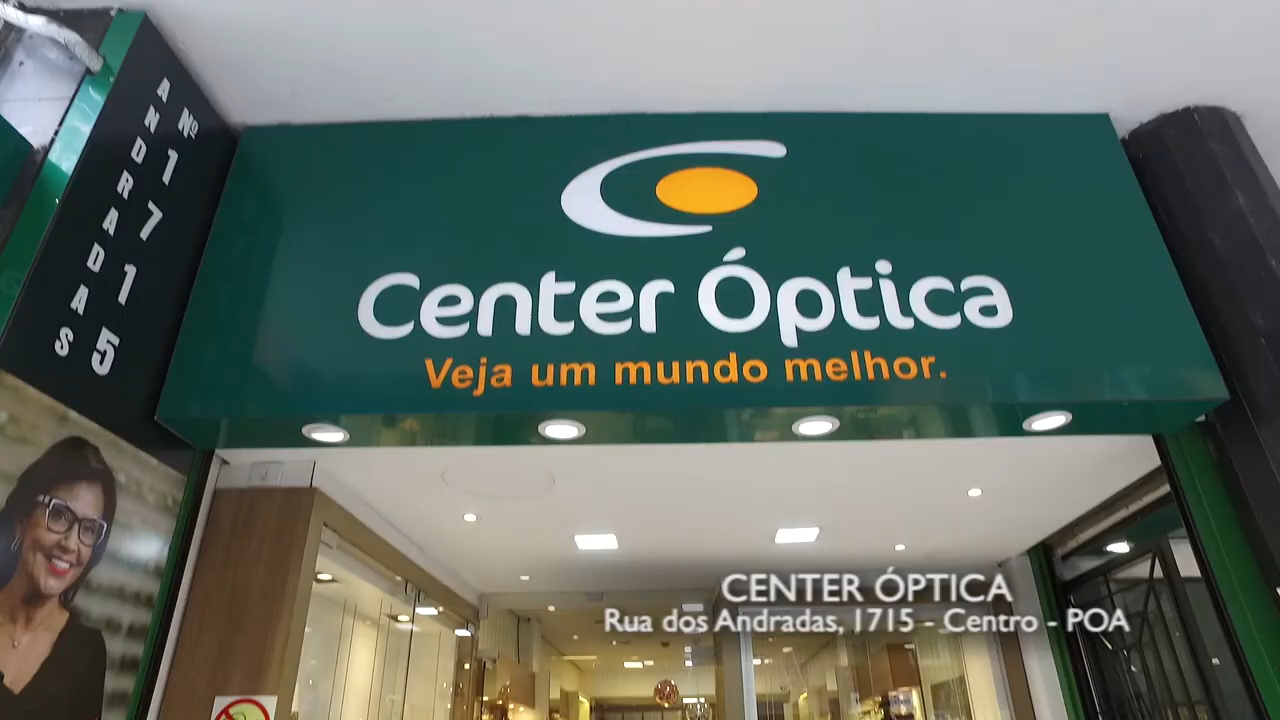 ANDRADAS
Nº 1715
Center Óptica
Veja um mundo melhor.
CENTER ÓPTICA
Rua dos Andradas, 1715 - Centro - POA